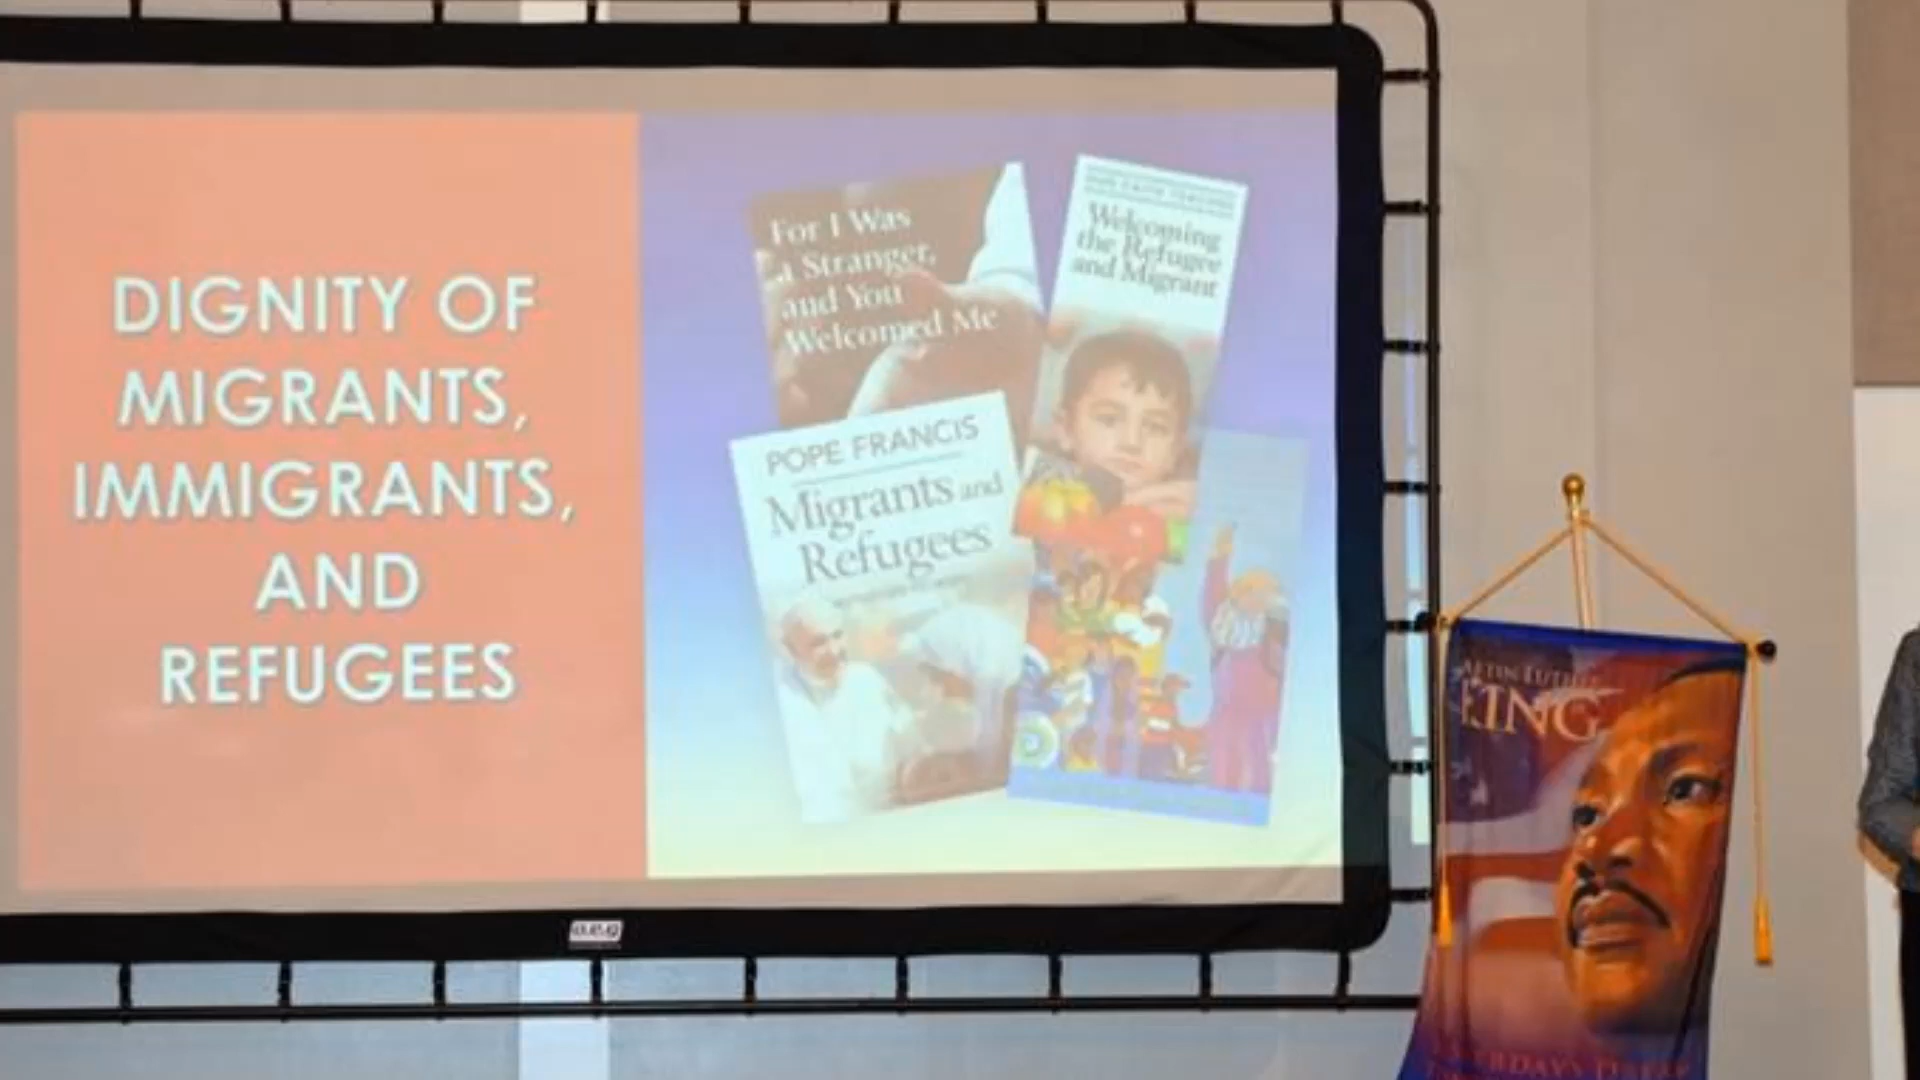 DIGNITY OF
MIGRANTS,
IMMIGRANTS,
AND
REFUGEES
For I Was
a Stranger,
and You
Welcomed Me
Welcoming
the Refugee
and Migrant
POPE FRANCIS
Migrants and
Refugees
KING